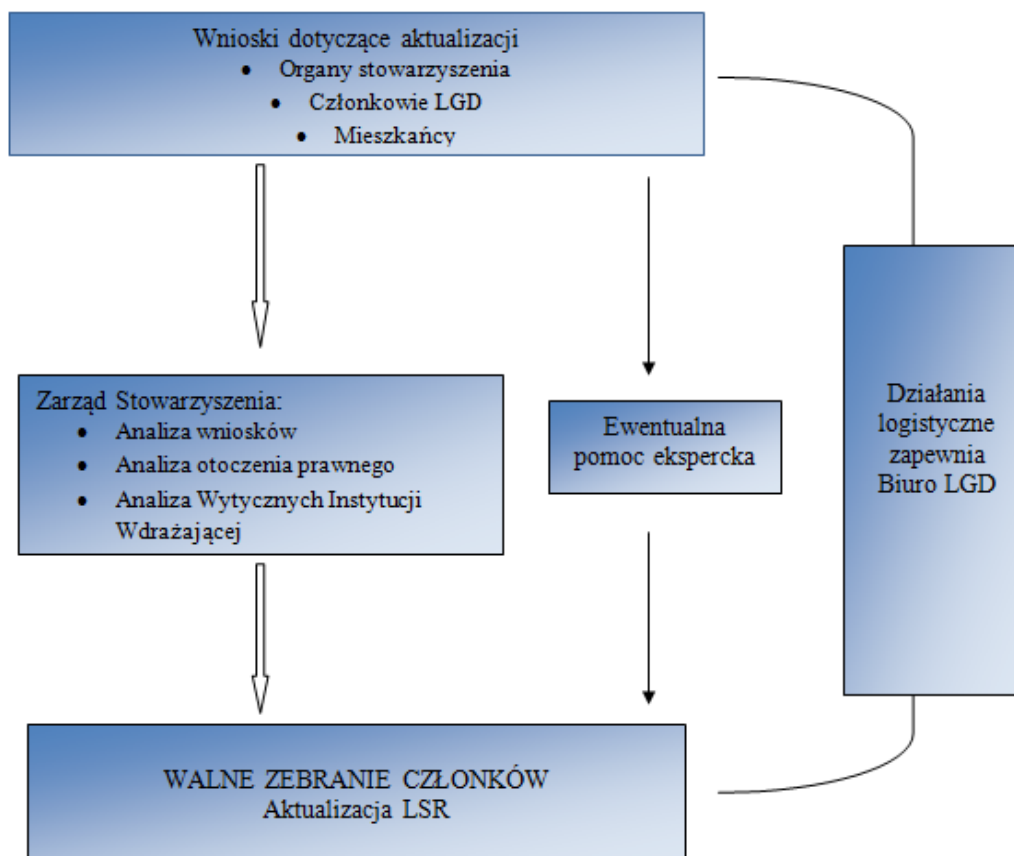 Wnioski dotyczące aktualizacji
• Organy stowarzyszenia
• Członkowie LGD
• Mieszkańcy
Zarząd Stowarzyszenia:
• Analiza wniosków
• Analiza otoczenia prawnego
• Analiza Wytycznych Instytucji
Wdrażającej
Ewentualna
pomoc ekspercka
Działania
logistyczne
zapewnia
Biuro LGD
WALNE ZEBRANIE CZŁONKÓW
Aktualizacja LSR